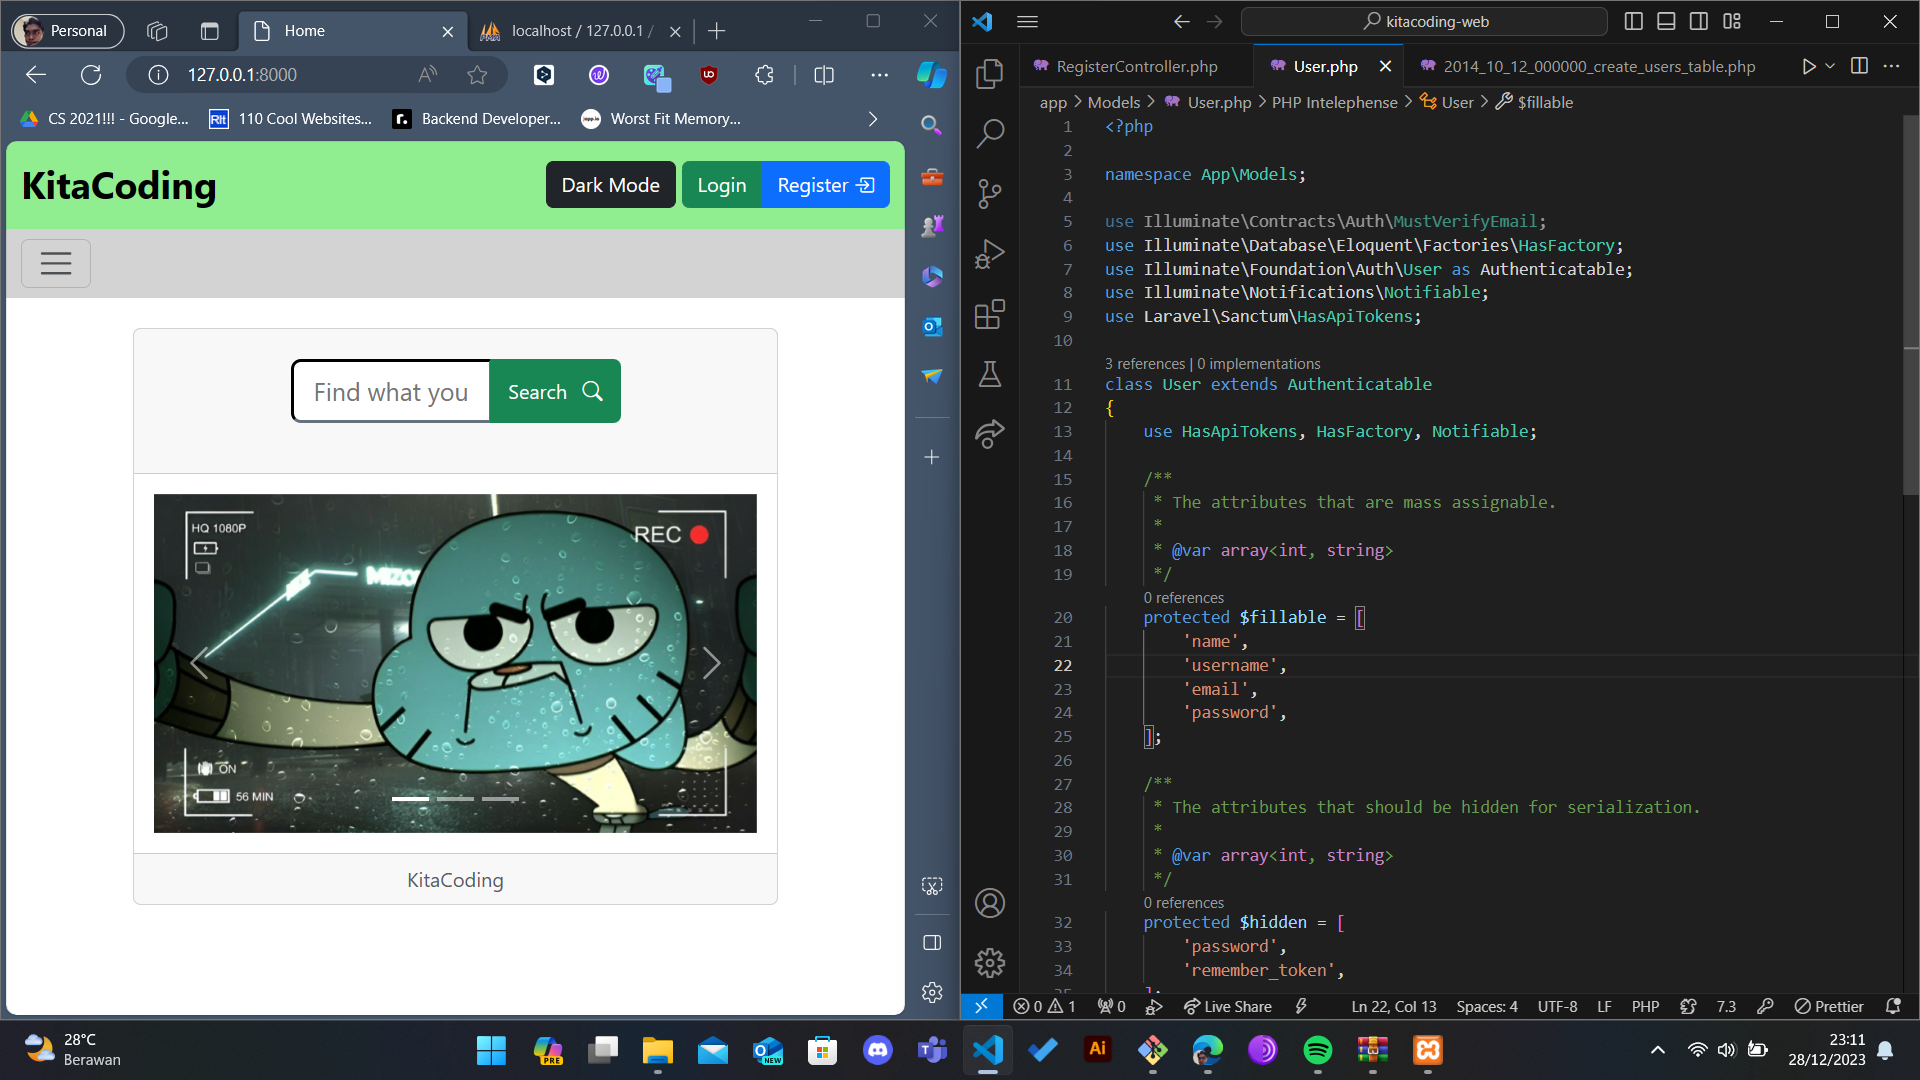 Personal
Home
localhost / 127.0.0.1 /
127.0.0.1:8000
CS 2021!!! - Google...
110 Cool Websites...
Backend Developer...
Worst Fit Memory...
KitaCoding
Dark Mode
Login
Register
Find what you
Search
HQ 1080P
REC
ON
56 MIN
KitaCoding
kitacoding-web
RegisterController.php
User.php
2014_10_12_000000_create_users_table.php
app > Models > User.php > PHP Intelephense > User > $fillable
1 <?php
2
3 namespace App\Models;
4
5 use Illuminate\Contracts\Auth\MustVerifyEmail;
6 use Illuminate\Database\Eloquent\Factories\HasFactory;
7 use Illuminate\Foundation\Auth\User as Authenticatable;
8 use Illuminate\Notifications\Notifiable;
9 use Laravel\Sanctum\HasApiTokens;
10
3 references | 0 implementations
11 class User extends Authenticatable
12 {
13 use HasApiTokens, HasFactory, Notifiable;
14
15 /**
16 * The attributes that are mass assignable.
17 *
18 * @var array<int, string>
19 */
0 references
20 protected $fillable = [
21 'name',
22 'username',
23 'email',
24 'password',
25 ];
26
27 /**
28 * The attributes that should be hidden for serialization.
29 *
30 * @var array<int, string>
31 */
0 references
32 protected $hidden = [
33 'password',
34 'remember_token',
35 ];
0 1 0 Live Share Ln 22, Col 13 Spaces: 4 UTF-8 LF PHP 7.3 Prettier
28°C
Berawan
PRE
NEW
Ai
23:11
28/12/2023